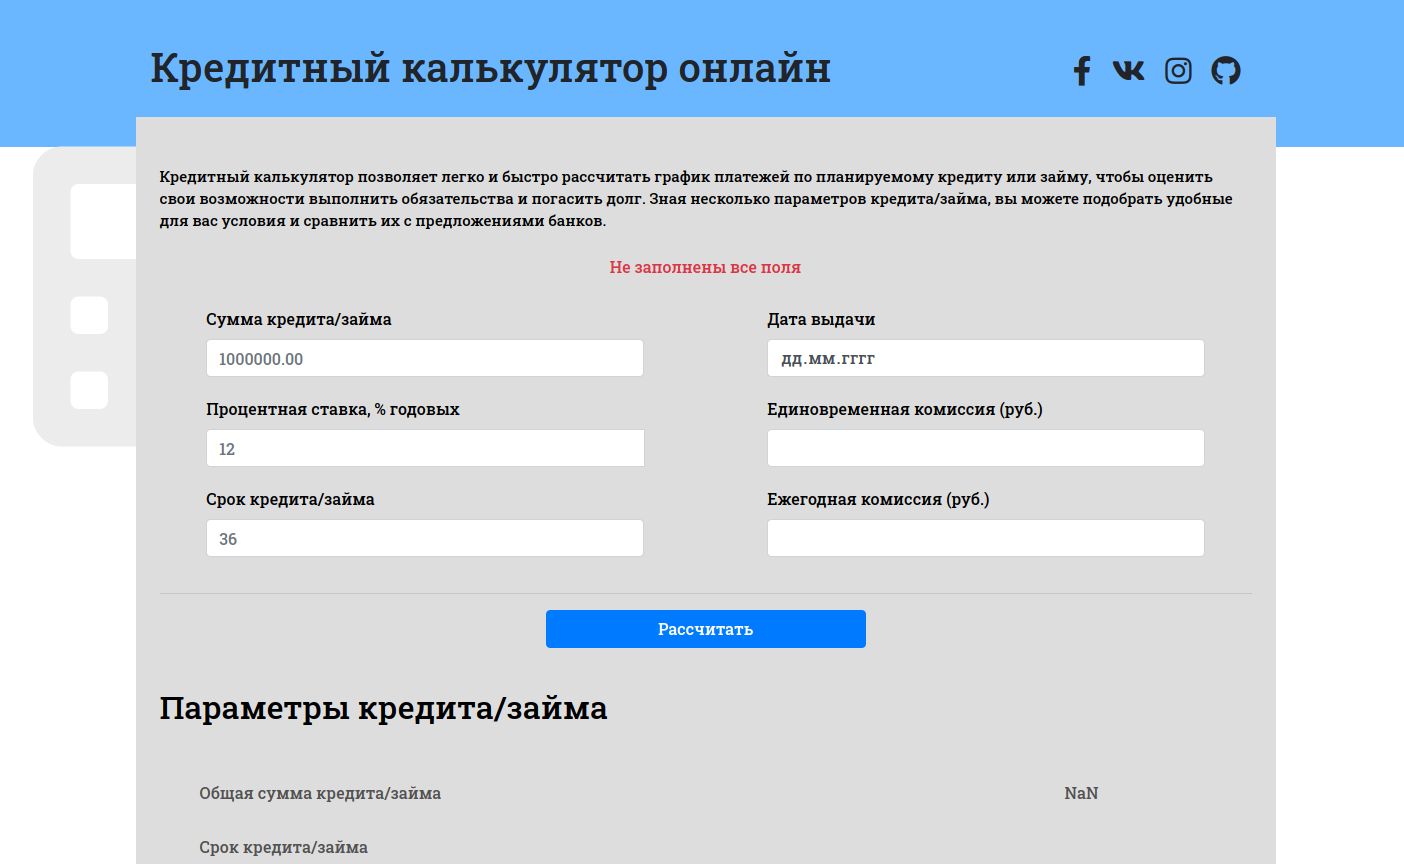 Кредитный калькулятор онлайн
Кредитный калькулятор позволяет легко и быстро рассчитать график платежей по планируемому кредиту или займу, чтобы оценить
свои возможности выполнить обязательства и погасить долг. Зная несколько параметров кредита/займа, вы можете подобрать удобные
для вас условия и сравнить их с предложениями банков.
Не заполнены все поля
Сумма кредита/займа
1000000.00
Дата выдачи
дд.мм.гггг
Процентная ставка, % годовых
12
Единовременная комиссия (руб.)
Срок кредита/займа
36
Ежегодная комиссия (руб.)
Рассчитать
Параметры кредита/займа
Общая сумма кредита/займа NaN
Срок кредита/займа